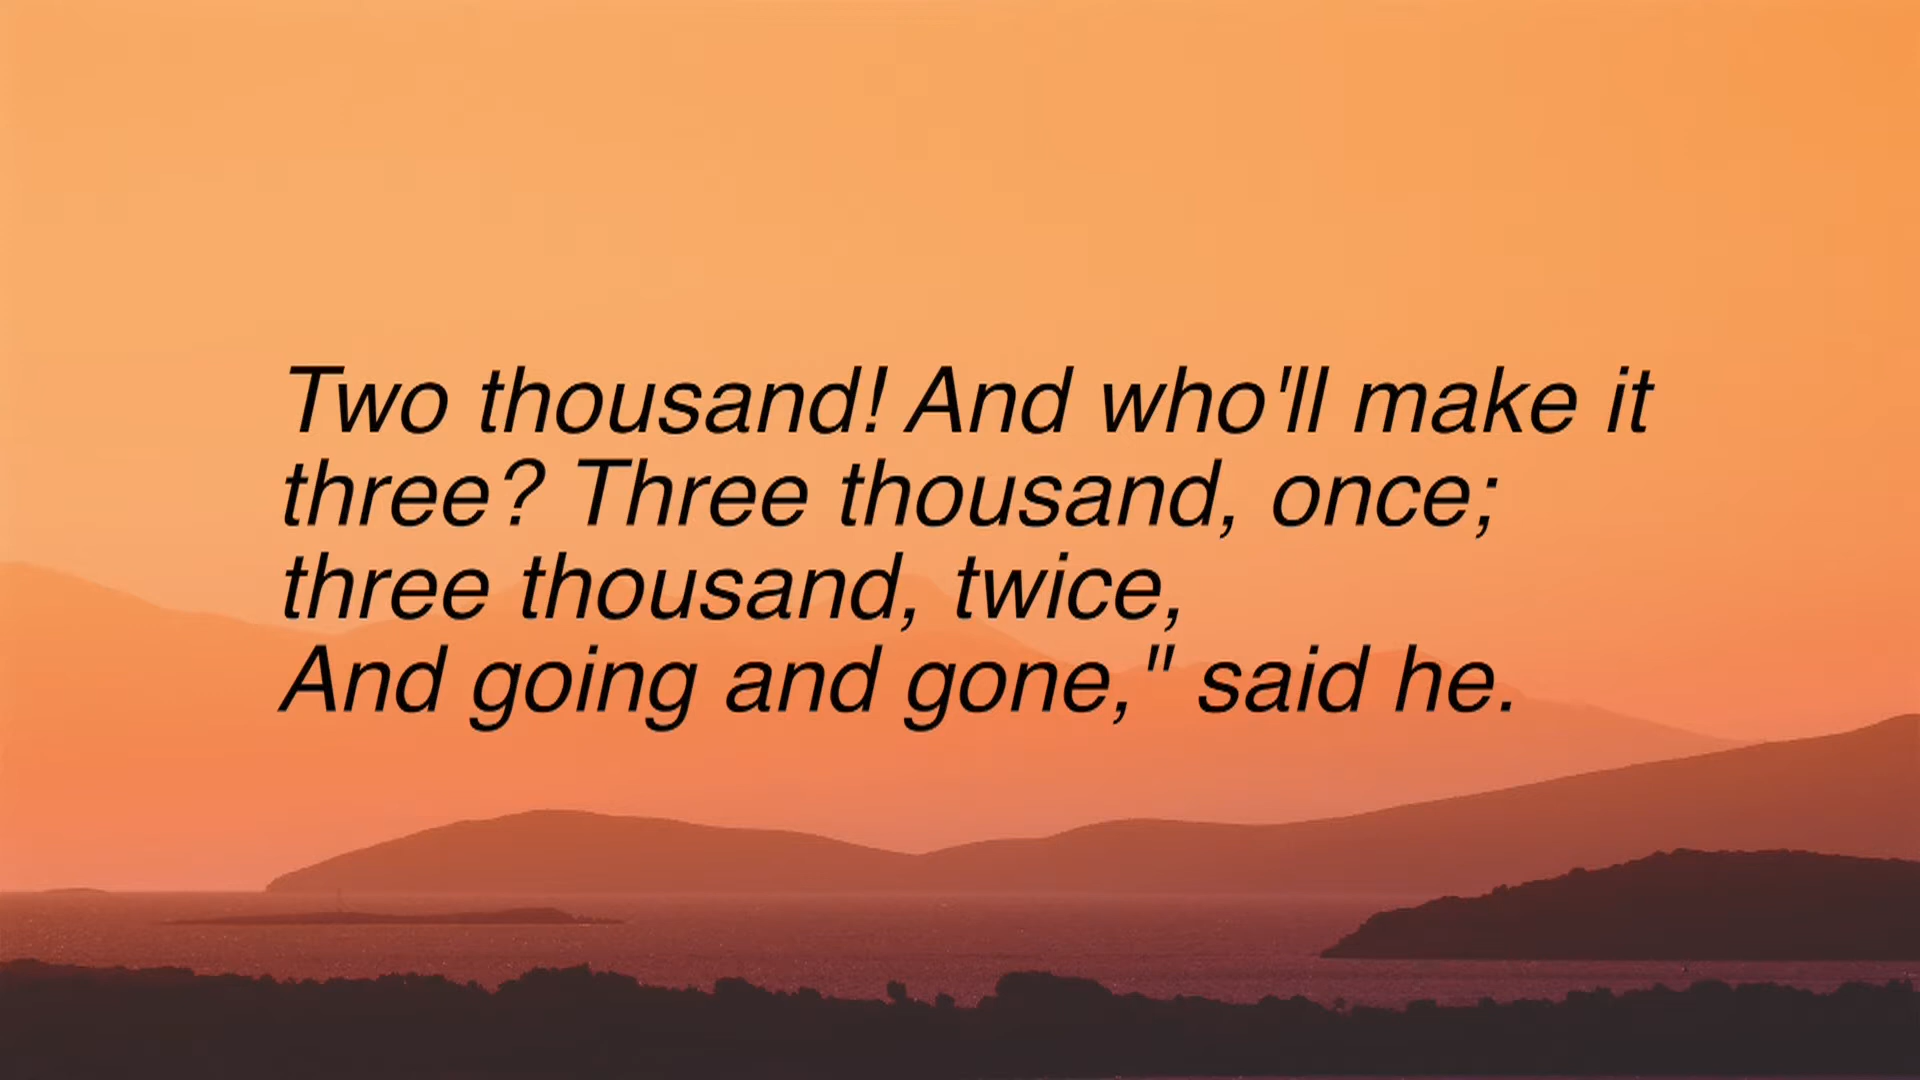 Two thousand! And who'll make it
three? Three thousand, once;
three thousand, twice,
And going and gone," said he.